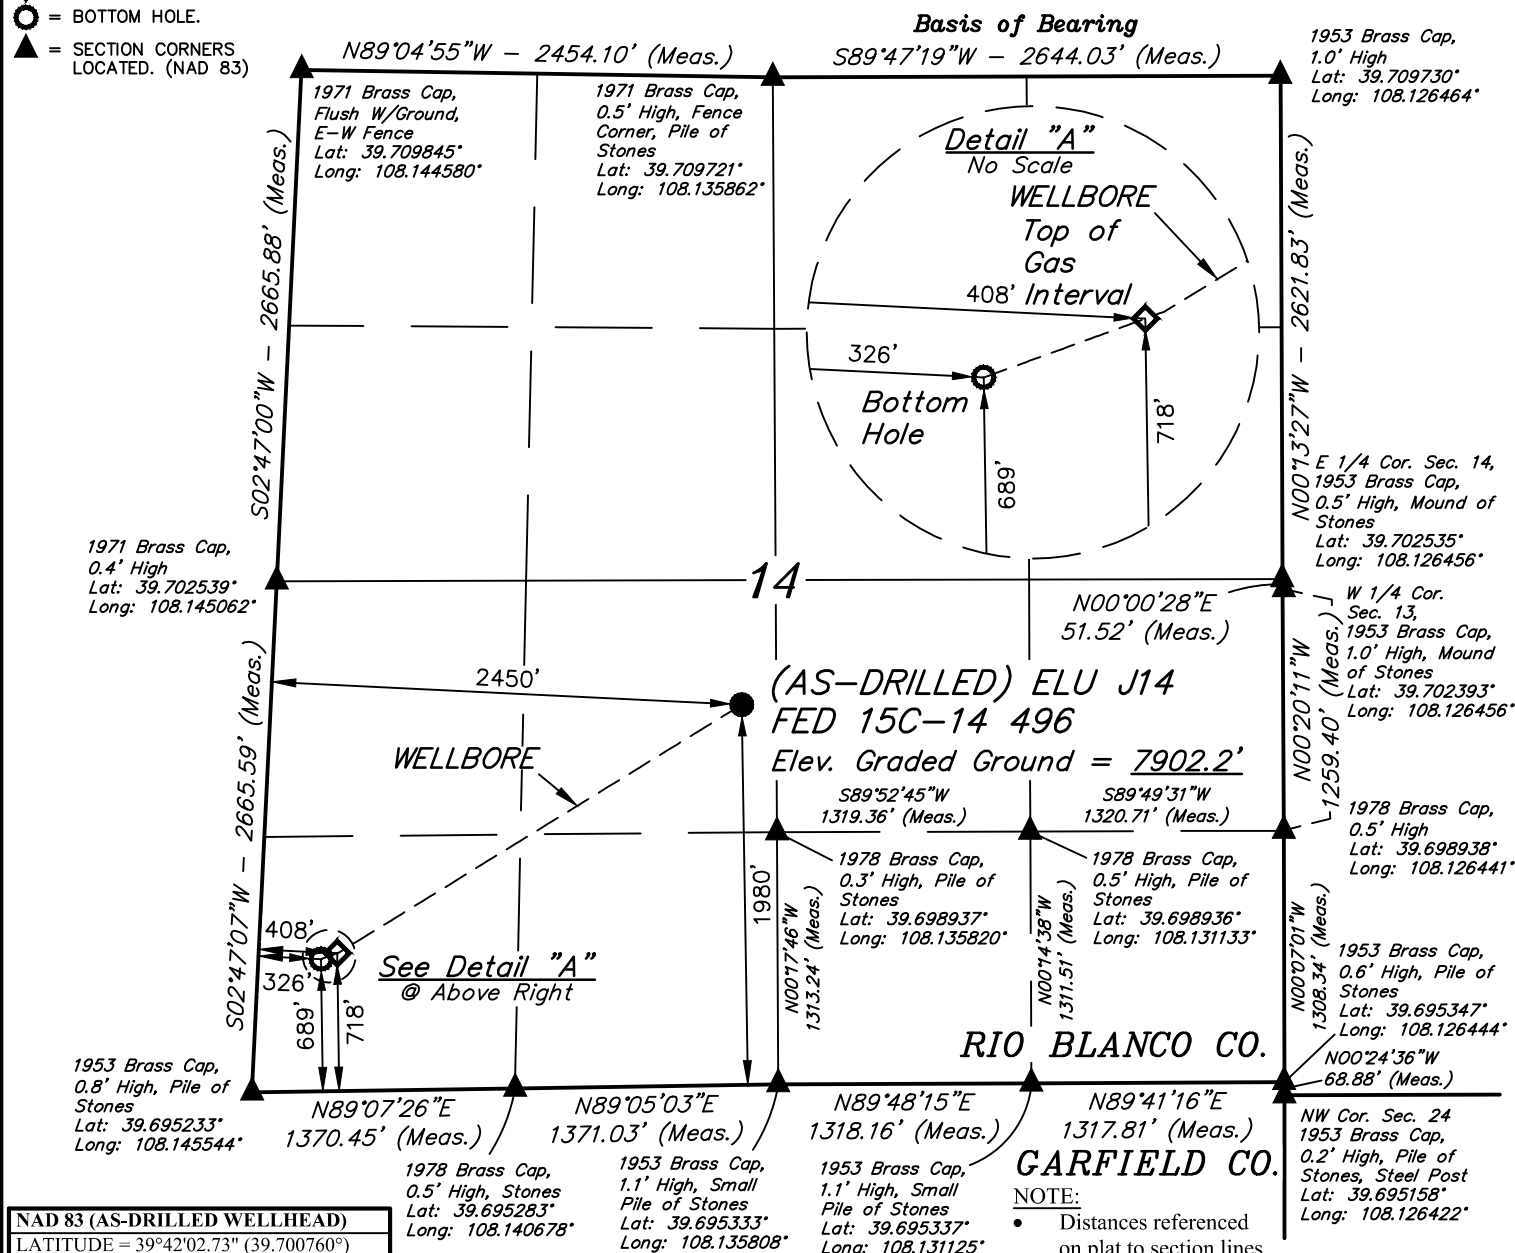 = BOTTOM HOLE.
= SECTION CORNERS
LOCATED. (NAD 83)
Basis of Bearing
N89°04'55"W - 2454.10' (Meas.)
S89°47'19"W - 2644.03' (Meas.)
1953 Brass Cap,
1.0' High
Lat: 39.709730°
Long: 108.126464°
1971 Brass Cap,
Flush W/Ground,
E-W Fence
Lat: 39.709845°
Long: 108.144580°
1971 Brass Cap,
0.5' High, Fence
Corner, Pile of
Stones
Lat: 39.709721°
Long: 108.135862°
Detail "A"
No Scale
WELLBORE
Top of
Gas
Interval
408'
326'
Bottom
Hole
689'
718'
S02°47'00"W - 2665.88' (Meas.)
N00°13'27"W - 2621.83' (Meas.)
E 1/4 Cor. Sec. 14,
1953 Brass Cap,
0.5' High, Mound of
Stones
Lat: 39.702535°
Long: 108.126456°
1971 Brass Cap,
0.4' High
Lat: 39.702539°
Long: 108.145062°
14
N00°00'28"E
51.52' (Meas.)
W 1/4 Cor.
Sec. 13,
1953 Brass Cap,
1.0' High, Mound
of Stones
Lat: 39.702393°
Long: 108.126456°
N00°20'11"W
1259.40' (Meas.)
2450'
(AS-DRILLED) ELU J14
FED 15C-14 496
Elev. Graded Ground = 7902.2'
WELLBORE
S02°47'07"W - 2665.59' (Meas.)
S89°52'45"W
1319.36' (Meas.)
S89°49'31"W
1320.71' (Meas.)
1978 Brass Cap,
0.5' High
Lat: 39.698938°
Long: 108.126441°
1978 Brass Cap,
0.3' High, Pile of
Stones
Lat: 39.698937°
Long: 108.135820°
1978 Brass Cap,
0.5' High, Pile of
Stones
Lat: 39.698936°
Long: 108.131133°
1980'
N00°17'46"W
1313.24' (Meas.)
N00°14'38"W
1311.51' (Meas.)
N00°07'01"W
1308.34' (Meas.)
1953 Brass Cap,
0.6' High, Pile of
Stones
Lat: 39.695347°
Long: 108.126444°
408'
326'
689'
718'
See Detail "A"
@ Above Right
RIO BLANCO CO.
N00°24'36"W
68.88' (Meas.)
1953 Brass Cap,
0.8' High, Pile of
Stones
Lat: 39.695233°
Long: 108.145544°
N89°07'26"E
1370.45' (Meas.)
N89°05'03"E
1371.03' (Meas.)
N89°48'15"E
1318.16' (Meas.)
N89°41'16"E
1317.81' (Meas.)
NW Cor. Sec. 24
1953 Brass Cap,
0.2' High, Pile of
Stones, Steel Post
Lat: 39.695158°
Long: 108.126422°
GARFIELD CO.
1978 Brass Cap,
0.5' High, Stones
Lat: 39.695283°
Long: 108.140678°
1953 Brass Cap,
1.1' High, Small
Pile of Stones
Lat: 39.695333°
Long: 108.135808°
1953 Brass Cap,
1.1' High, Small
Pile of Stones
Lat: 39.695337°
Long: 108.131125°
NOTE:
• Distances referenced
on plat to section lines
NAD 83 (AS-DRILLED WELLHEAD)
LATITUDE = 39°42'02.73" (39.700760°)